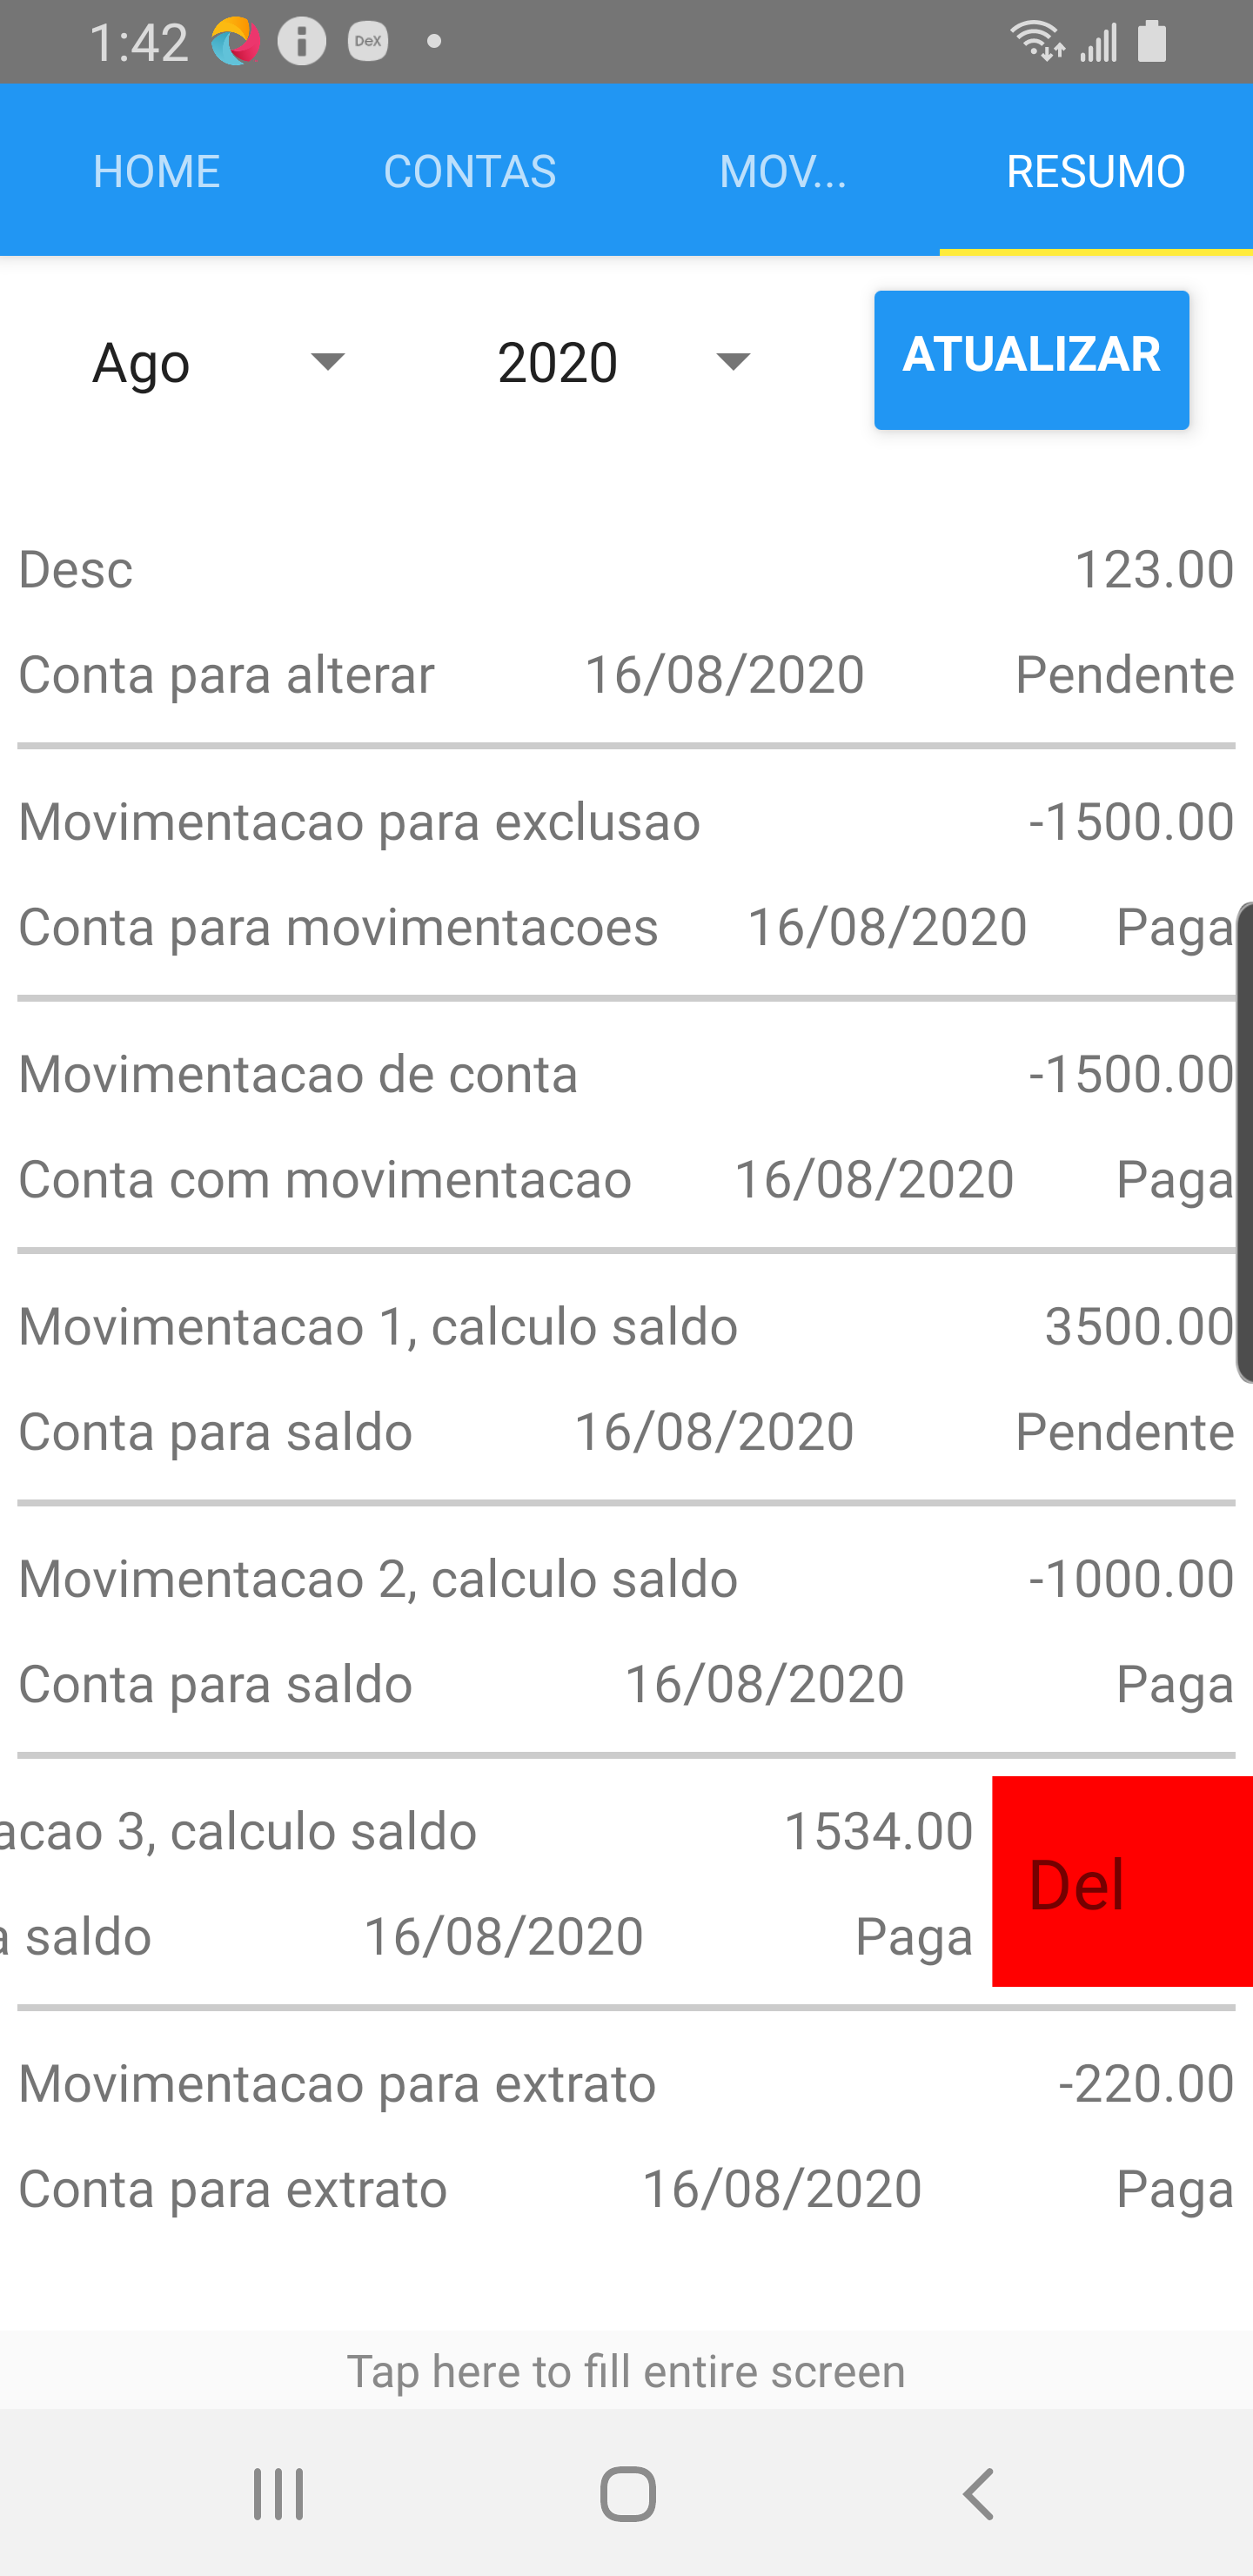 1:42 DeX
HOME CONTAS MOV... RESUMO
Ago 2020 ATUALIZAR
Desc 123.00
Conta para alterar 16/08/2020 Pendente
Movimentacao para exclusao -1500.00
Conta para movimentacoes 16/08/2020 Paga
Movimentacao de conta -1500.00
Conta com movimentacao 16/08/2020 Paga
Movimentacao 1, calculo saldo 3500.00
Conta para saldo 16/08/2020 Pendente
Movimentacao 2, calculo saldo -1000.00
Conta para saldo 16/08/2020 Paga
acao 3, calculo saldo 1534.00
Del
a saldo 16/08/2020 Paga
Movimentacao para extrato -220.00
Conta para extrato 16/08/2020 Paga
Tap here to fill entire screen